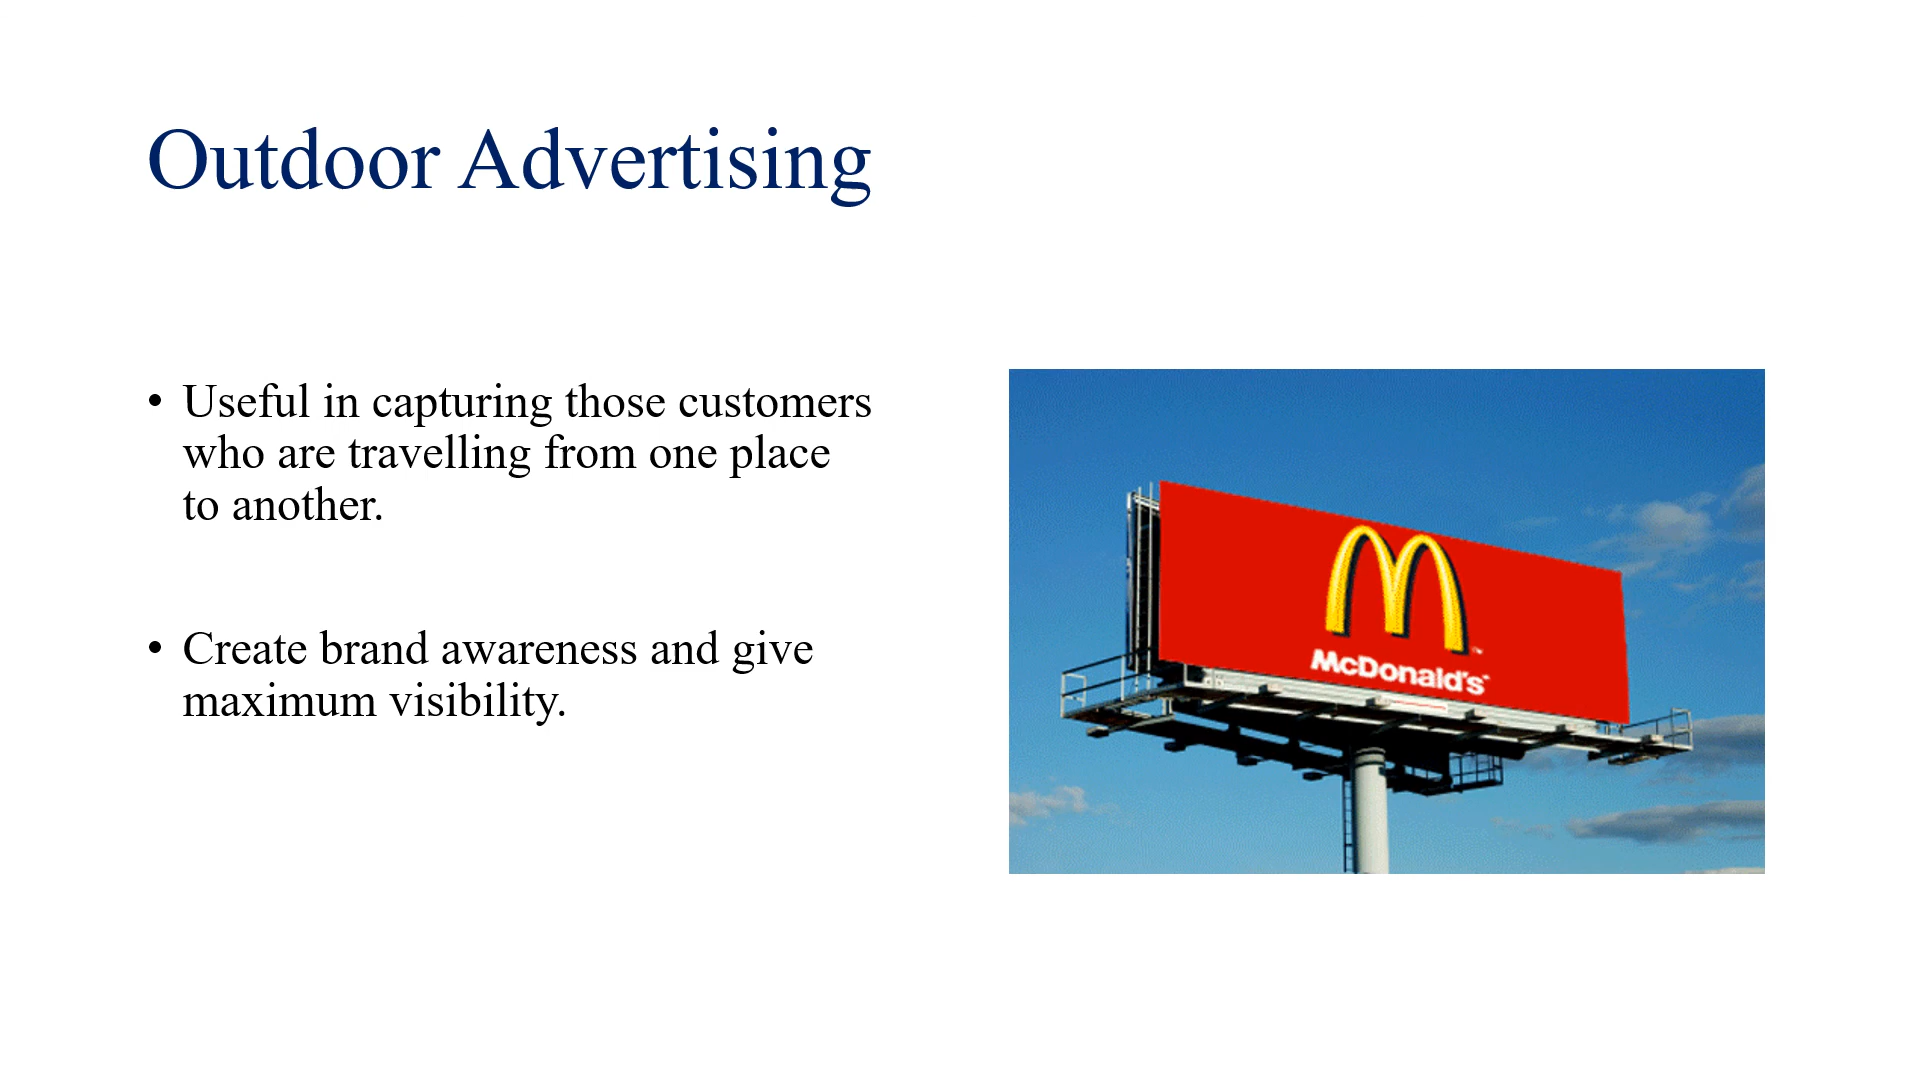 Outdoor Advertising
• Useful in capturing those customers
who are travelling from one place
to another.
• Create brand awareness and give
maximum visibility.
McDonald's